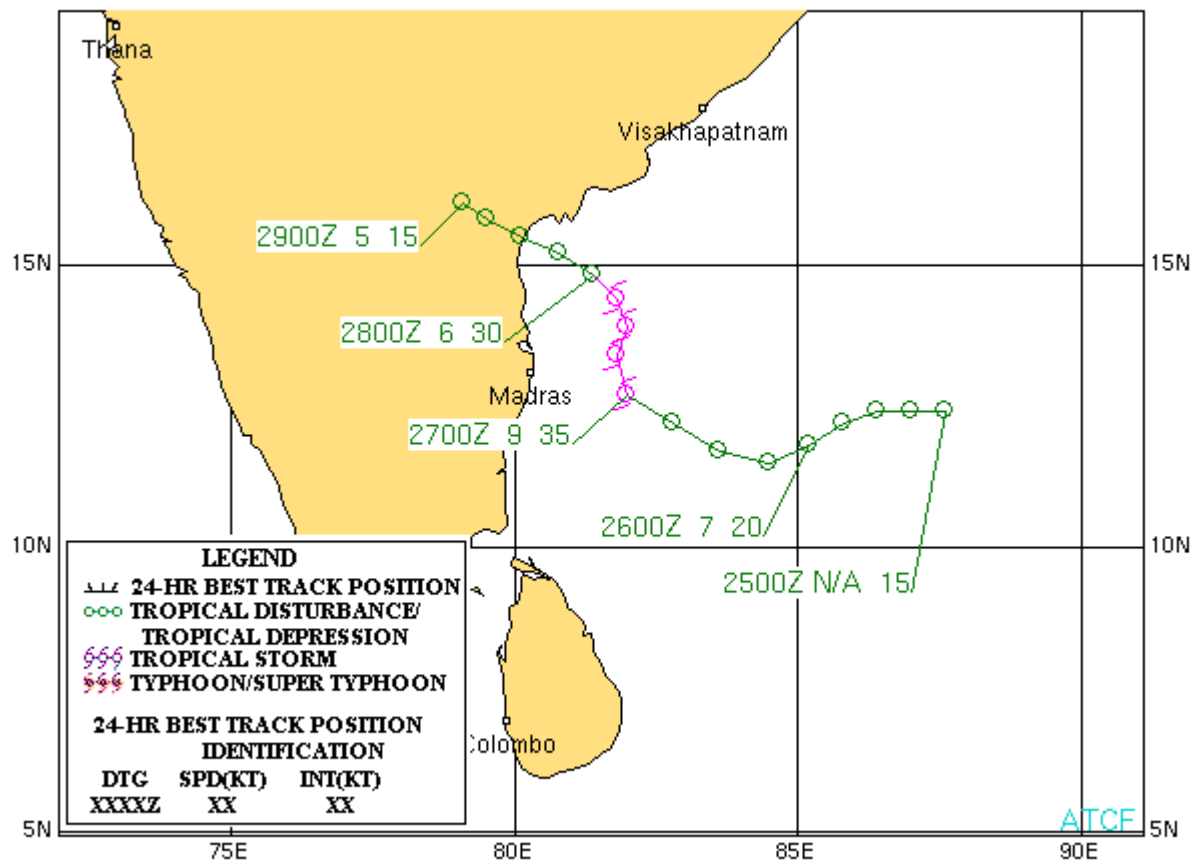 Thana
Visakhapatnam
2900Z 5 15
15N
15N
2800Z 6 30
Madras
2700Z 9 35
2600Z 7 20
10N
10N
2500Z N/A 15
LEGEND
24-HR BEST TRACK POSITION
TROPICAL DISTURBANCE/
TROPICAL DEPRESSION
TROPICAL STORM
TYPHOON/SUPER TYPHOON
24-HR BEST TRACK POSITION
IDENTIFICATION
DTG SPD(KT) INT(KT)
XXXXZ XX XX
Colombo
ATCF
5N
5N
75E
80E
85E
90E